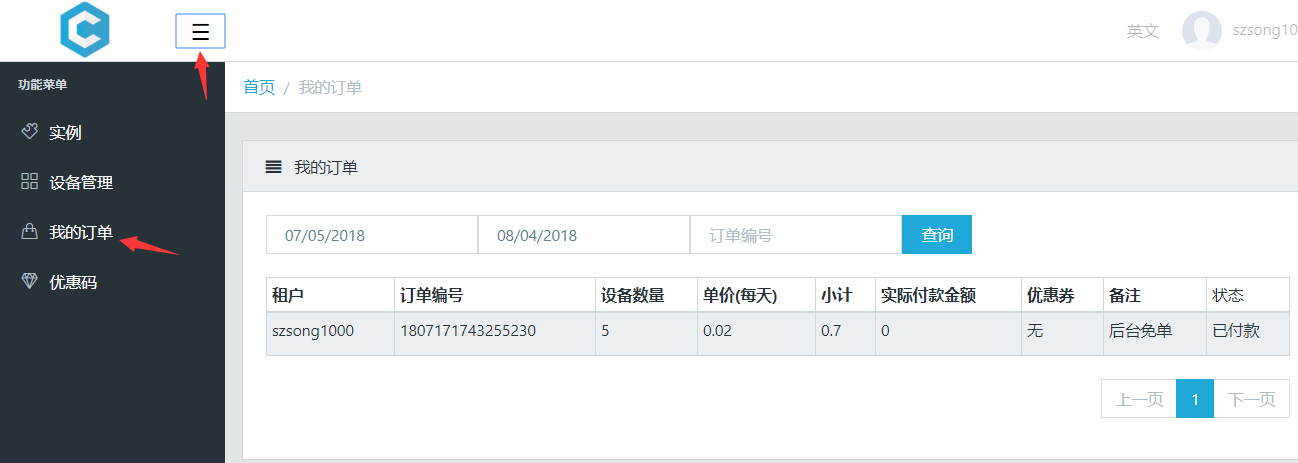 英文 szsong10
功能菜单
实例
设备管理
我的订单
优惠码
首页 / 我的订单
我的订单
07/05/2018 08/04/2018 订单编号 查询
租户 订单编号 设备数量 单价(每天) 小计 实际付款金额 优惠券 备注 状态
szsong1000 1807171743255230 5 0.02 0.7 0 无 后台免单 已付款
上一页 1 下一页